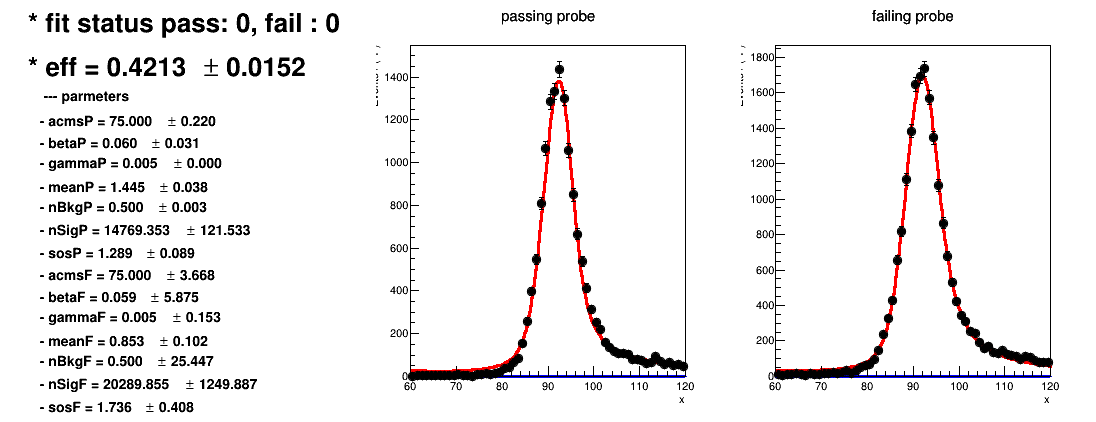 * fit status pass: 0, fail : 0
* eff = 0.4213 ± 0.0152
--- parmeters
- acmsP = 75.000 ± 0.220
- betaP = 0.060 ± 0.031
- gammaP = 0.005 ± 0.000
- meanP = 1.445 ± 0.038
- nBkgP = 0.500 ± 0.003
- nSigP = 14769.353 ± 121.533
- sosP = 1.289 ± 0.089
- acmsF = 75.000 ± 3.668
- betaF = 0.059 ± 5.875
- gammaF = 0.005 ± 0.153
- meanF = 0.853 ± 0.102
- nBkgF = 0.500 ± 25.447
- nSigF = 20289.855 ± 1249.887
- sosF = 1.736 ± 0.408
passing probe
1400
1200
1000
800
600
400
200
0
60 70 80 90 100 110 120
x
failing probe
1800
1600
1400
1200
1000
800
600
400
200
0
60 70 80 90 100 110 120
x